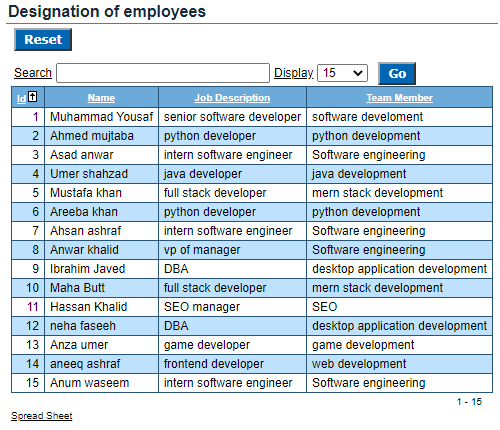 Designation of employees
Reset
Search Display 15 Go
Id Name Job Description Team Member
1 Muhammad Yousaf senior software developer software develoment
2 Ahmed mujtaba python developer python development
3 Asad anwar intern software engineer Software engineering
4 Umer shahzad java developer java development
5 Mustafa khan full stack developer mern stack development
6 Areeba khan python developer python development
7 Ahsan ashraf intern software engineer Software engineering
8 Anwar khalid vp of manager Software engineering
9 Ibrahim Javed DBA desktop application development
10 Maha Butt full stack developer mern stack development
11 Hassan Khalid SEO manager SEO
12 neha faseeh DBA desktop application development
13 Anza umer game developer game development
14 aneeq ashraf frontend developer web development
15 Anum waseem intern software engineer Software engineering
1 - 15
Spread Sheet